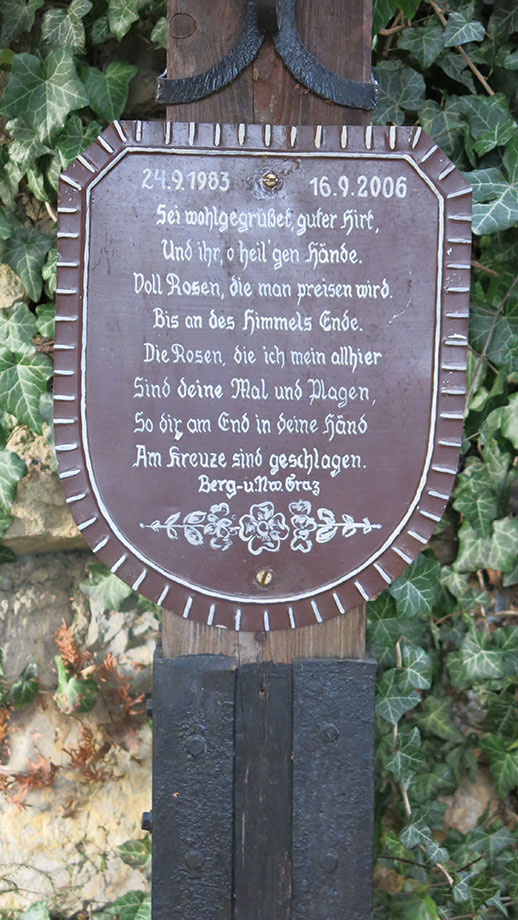 24.9.1983 16.9.2006
Sei wohlgegrüßet, guter Hirt,
Und ihr, o heil'gen Hände.
Voll Rosen, die man preisen wird.
Bis an des Himmels Ende.
Die Rosen, die ich mein allhier
Sind deine Mal und Plagen,
So dir am End in deine Händ
Am Kreuze sind geschlagen.
Berg-u.Nw. Graz